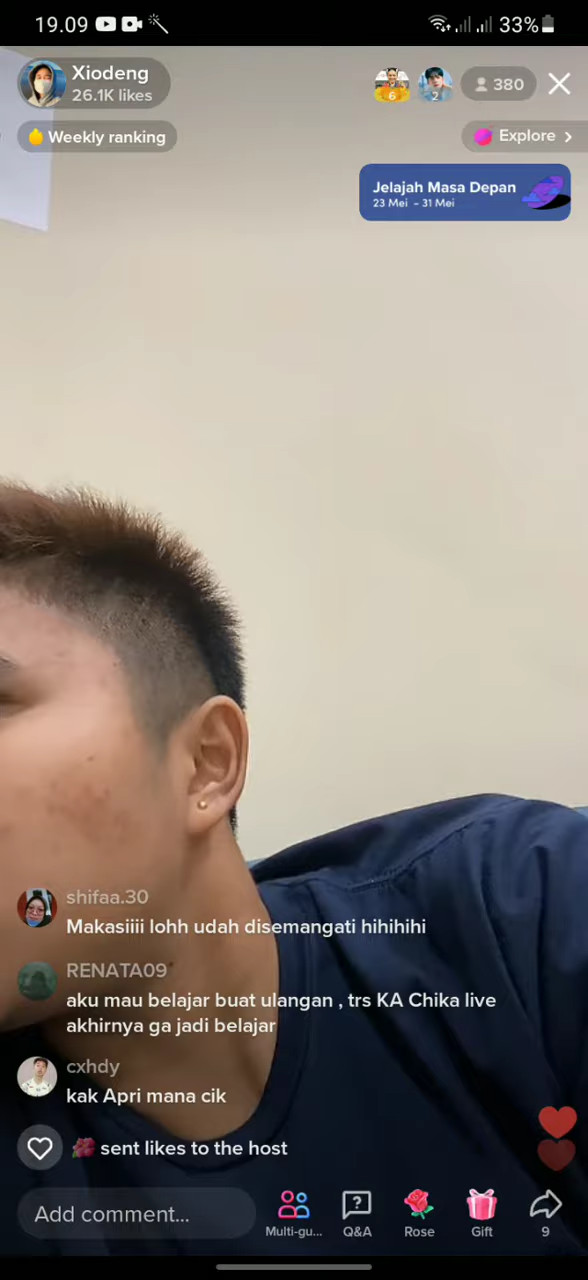 19.09
33%
Xiodeng
26.1K likes
6
2
380
Weekly ranking
Explore
Jelajah Masa Depan
23 Mei - 31 Mei
shifaa.30
Makasiiii lohh udah disemangati hihihihi
RENATA09
aku mau belajar buat ulangan , trs KA Chika live
akhirnya ga jadi belajar
cxhdy
kak Apri mana cik
sent likes to the host
Add comment...
Multi-gu...
Q&A
Rose
Gift
9